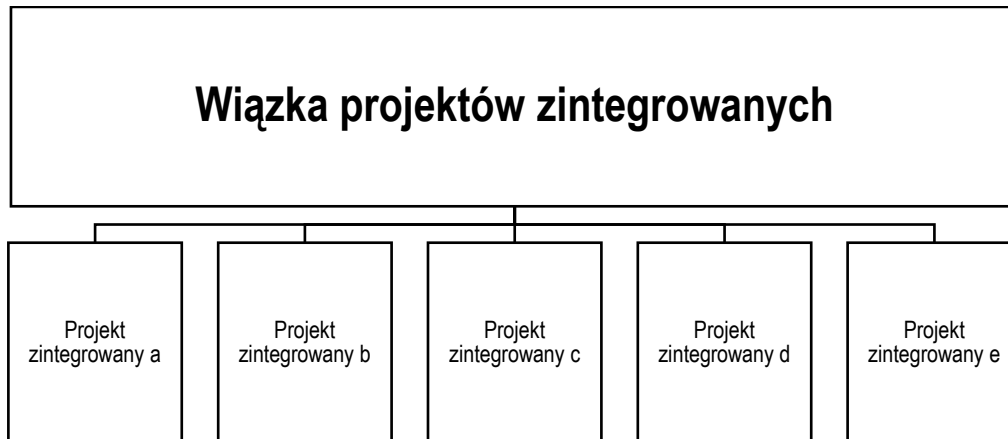 Wiązka projektów zintegrowanych
Projekt
zintegrowany a
Projekt
zintegrowany b
Projekt
zintegrowany c
Projekt
zintegrowany d
Projekt
zintegrowany e